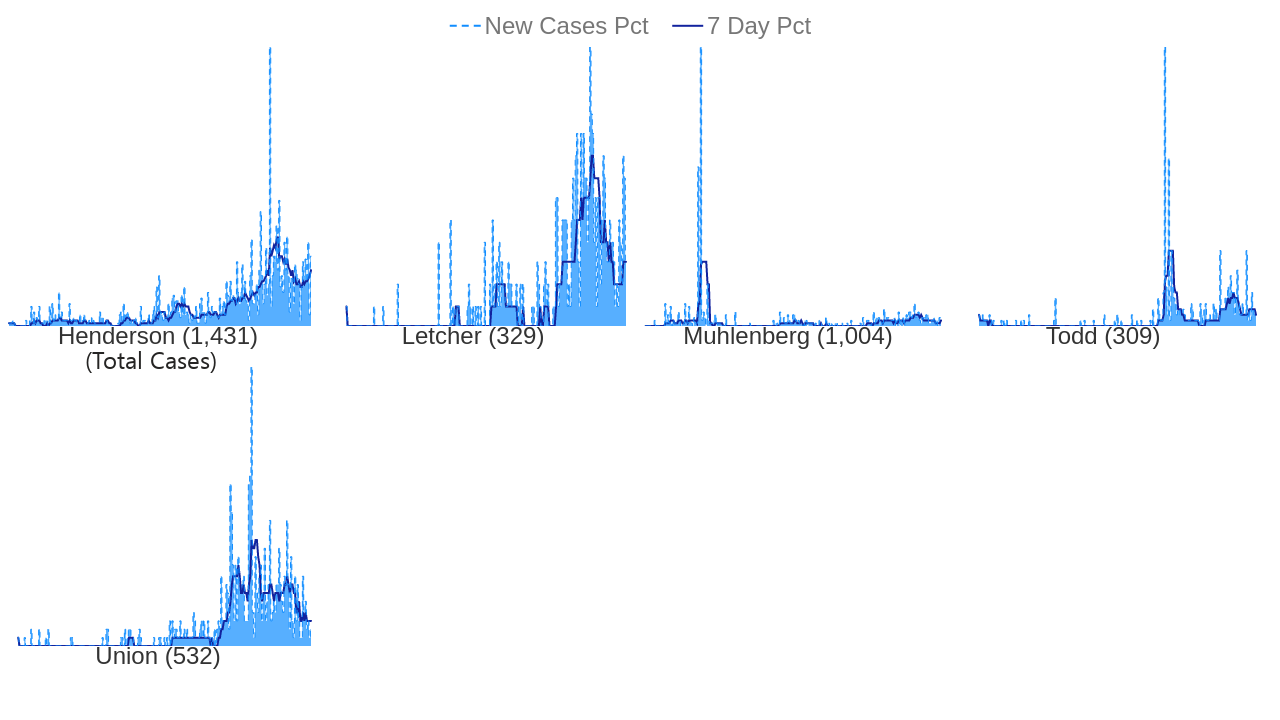 New Cases Pct 7 Day Pct
Henderson (1,431)
(Total Cases)
Letcher (329)
Muhlenberg (1,004)
Todd (309)
Union (532)